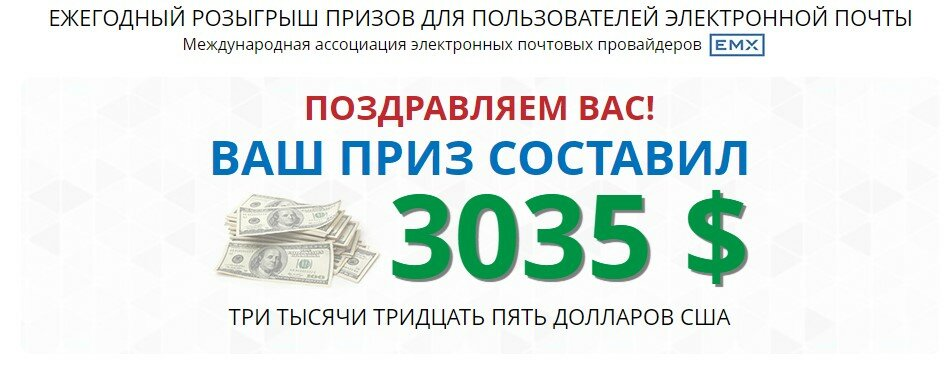 ЕЖЕГОДНЫЙ РОЗЫГРЫШ ПРИЗОВ ДЛЯ ПОЛЬЗОВАТЕЛЕЙ ЭЛЕКТРОННОЙ ПОЧТЫ
Международная ассоциация электронных почтовых провайдеров EMX
ПОЗДРАВЛЯЕМ ВАС!
ВАШ ПРИЗ СОСТАВИЛ
3035 $
ТРИ ТЫСЯЧИ ТРИДЦАТЬ ПЯТЬ ДОЛЛАРОВ США